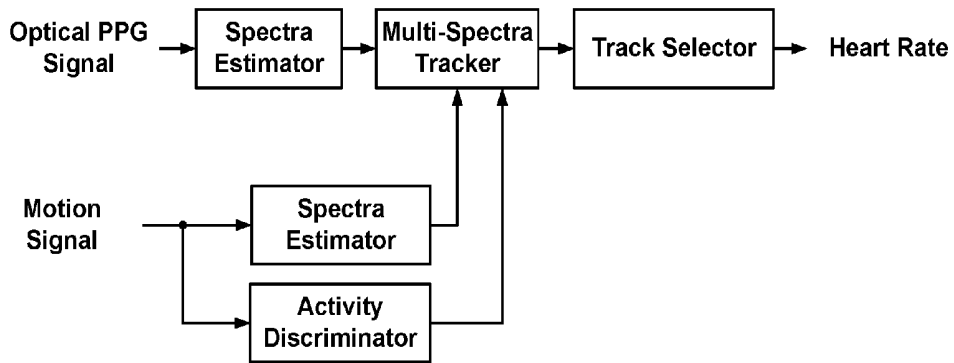 Optical PPG
Signal
Spectra
Estimator
Multi-Spectra
Tracker
Track Selector
Heart Rate
Motion
Signal
Spectra
Estimator
Activity
Discriminator